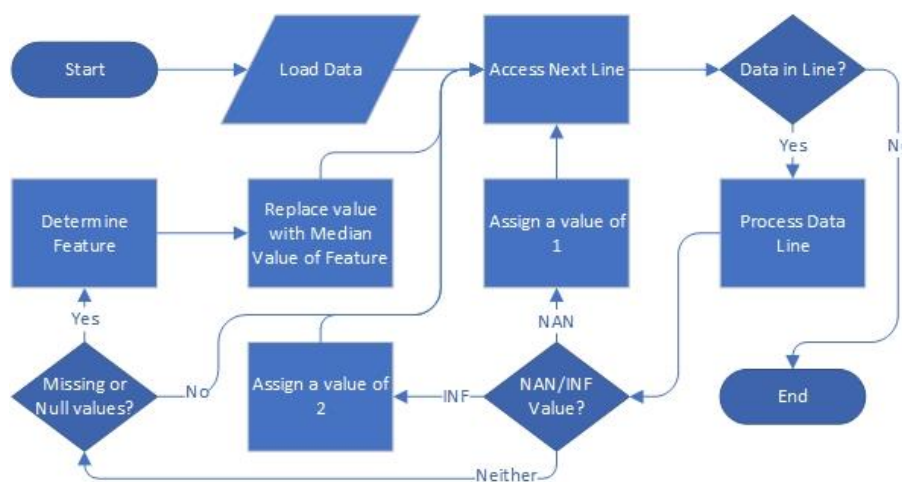 Start
Load Data
Access Next Line
Data in Line?
Yes
Determine
Feature
Replace value
with Median
Value of Feature
Assign a value of
1
Process Data
Line
Yes
NAN
Missing or
Null values?
No
Assign a value of
2
INF
NAN/INF
Value?
End
Neither